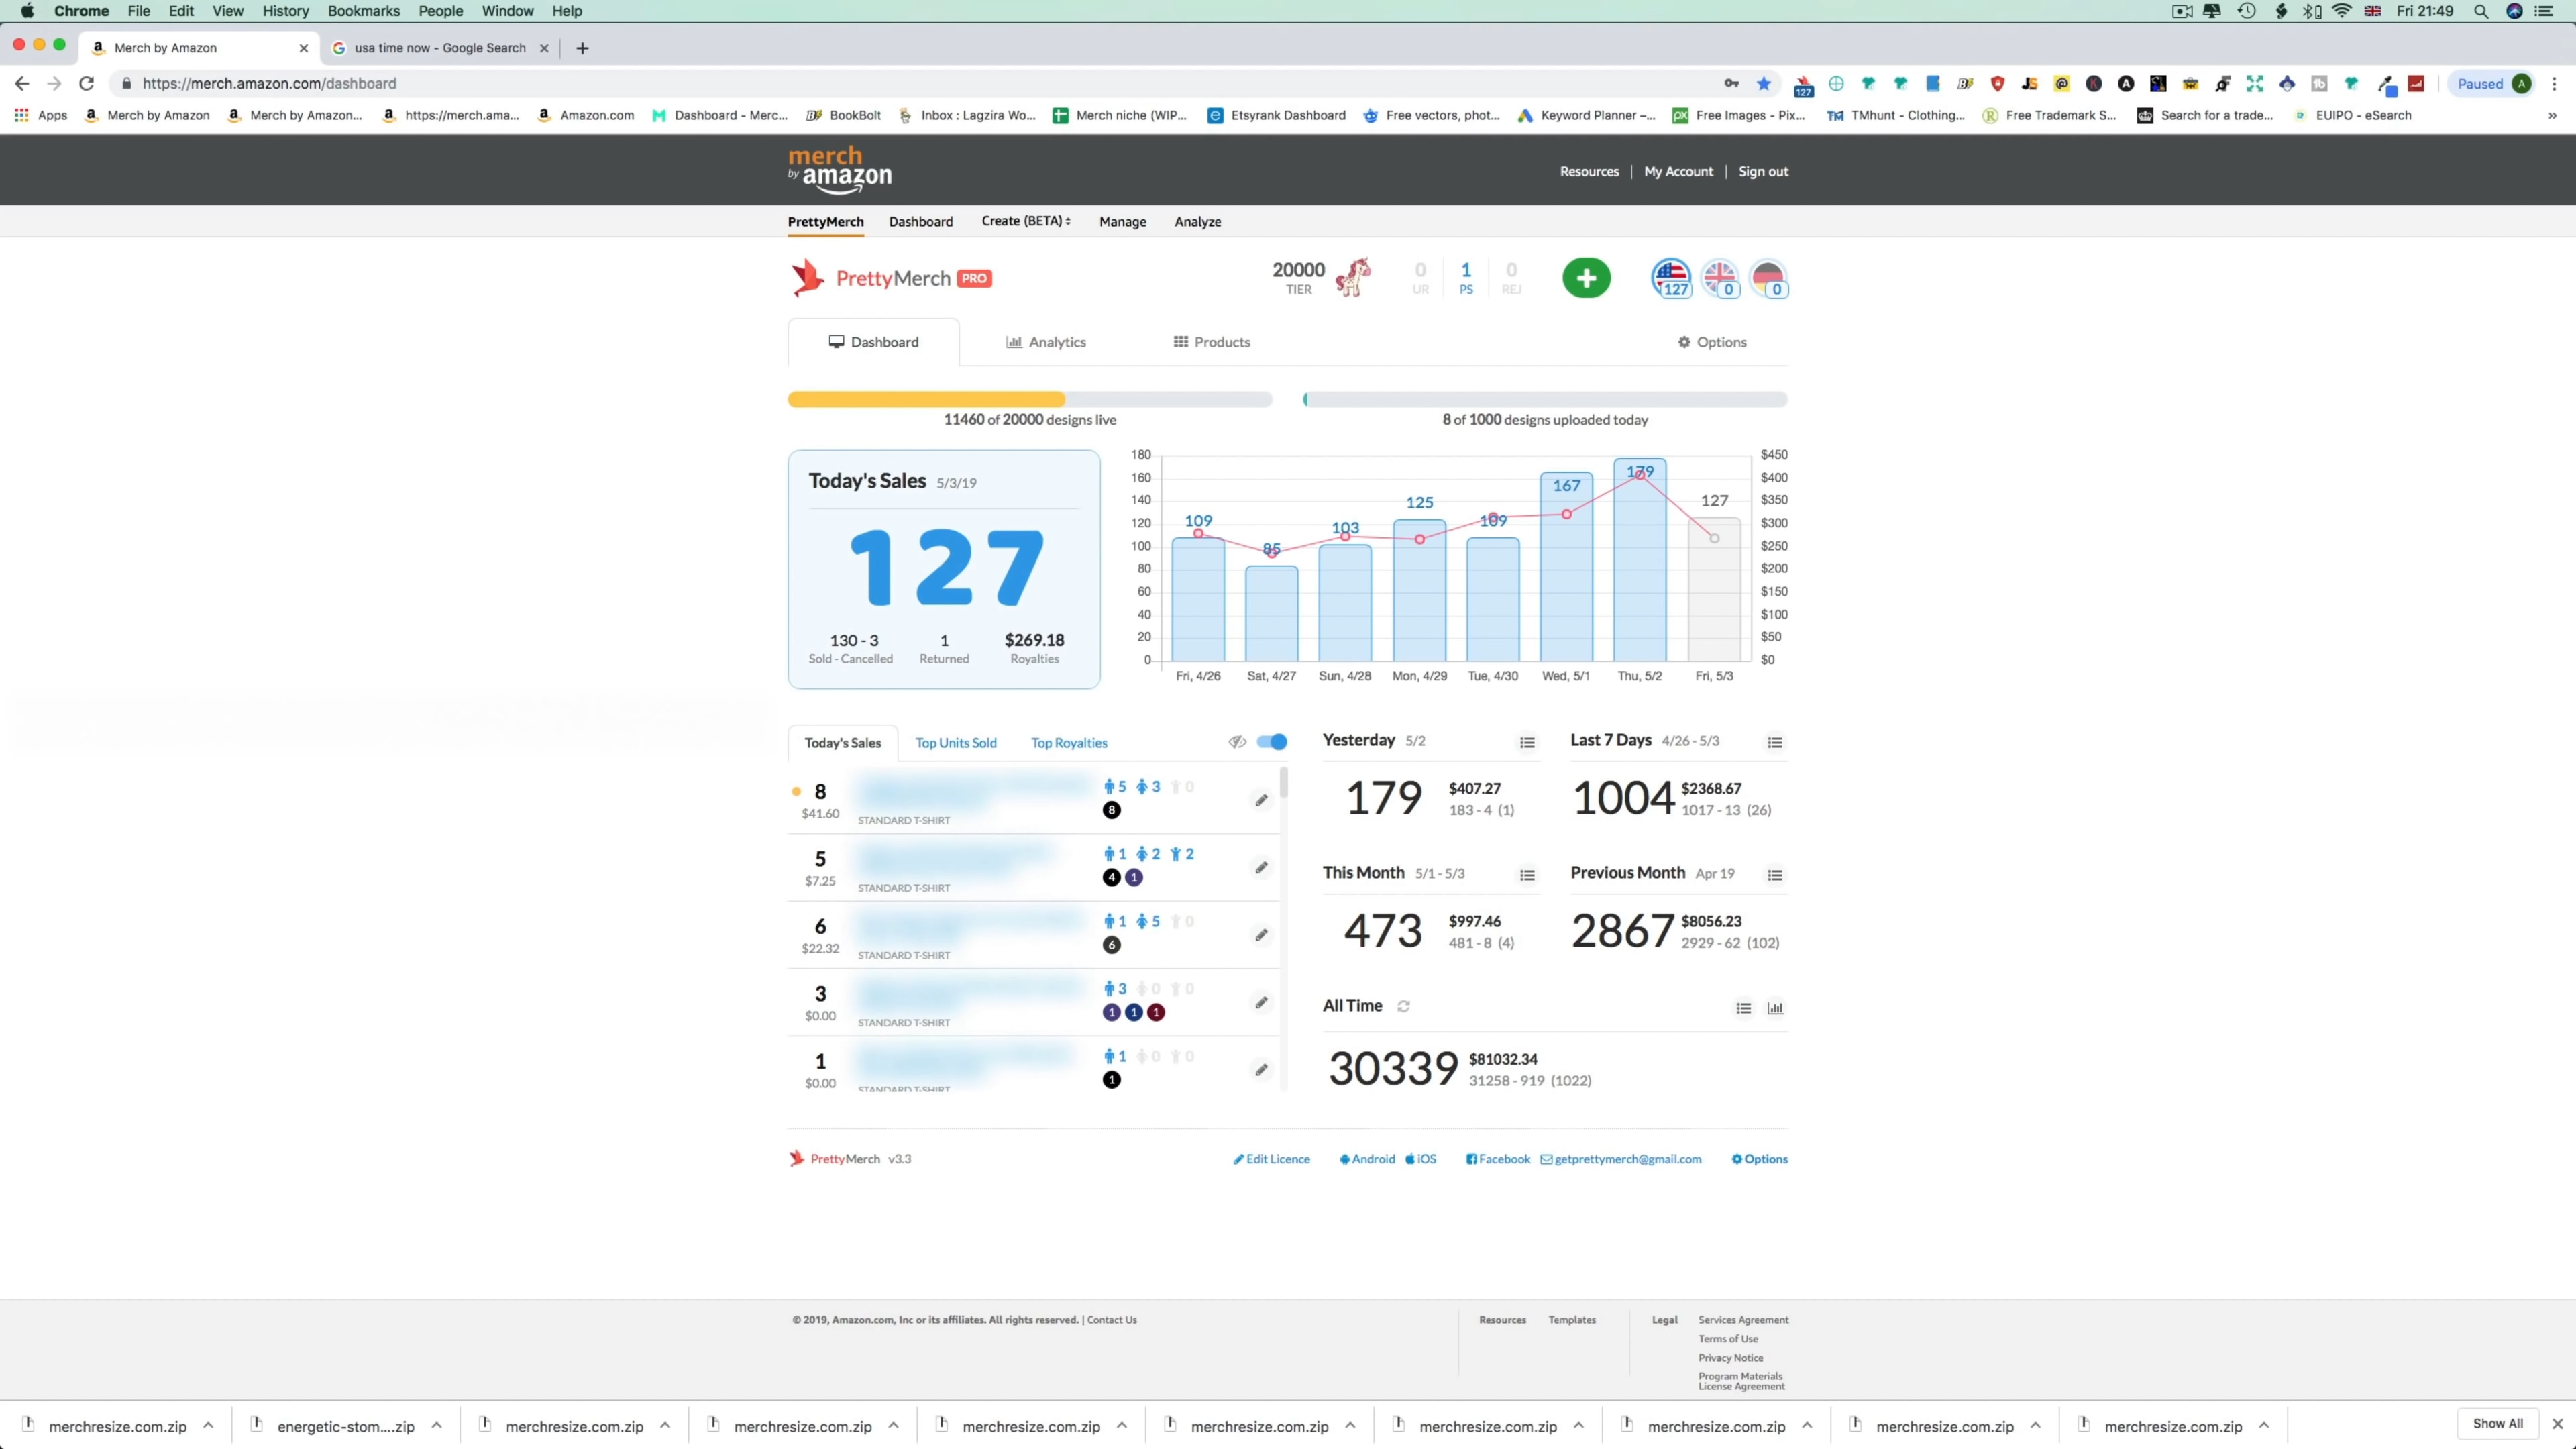 Chrome File Edit View History Bookmarks People Window Help Fri 21:49
Merch by Amazon usa time now - Google Search
https://merch.amazon.com/dashboard 127 Paused A
Apps Merch by Amazon Merch by Amazon... https://merch.ama... Amazon.com Dashboard - Merc... BookBolt Inbox : Lagzira Wo... Merch niche (WIP... Etsyrank Dashboard Free vectors, phot... Keyword Planner –... Free Images - Pix... TMhunt - Clothing... Free Trademark S... Search for a trade... EUIPO - eSearch »
merch
by amazon
Resources | My Account | Sign out
PrettyMerch Dashboard Create (BETA) Manage Analyze
PrettyMerch PRO
20000
TIER
0 1 0
UR PS REJ
127 0 0
Dashboard Analytics Products Options
11460 of 20000 designs live 8 of 1000 designs uploaded today
Today's Sales 5/3/19
127
130 - 3 1 $269.18
Sold - Cancelled Returned Royalties
180 $450
160 $400
140 $350
120 $300
100 $250
80 $200
60 $150
40 $100
20 $50
0 $0
109 85 103 125 109 167 179 127
Fri, 4/26 Sat, 4/27 Sun, 4/28 Mon, 4/29 Tue, 4/30 Wed, 5/1 Thu, 5/2 Fri, 5/3
Today's Sales Top Units Sold Top Royalties
8 5 3 0
$41.60 STANDARD T-SHIRT 8
5 1 2 2
$7.25 STANDARD T-SHIRT 4 1
6 1 5 0
$22.32 STANDARD T-SHIRT 6
3 3 0 0
$0.00 STANDARD T-SHIRT 1 1 1
1 1 0 0
$0.00 STANDARD T-SHIRT 1
Yesterday 5/2
179 $407.27
183 - 4 (1)
Last 7 Days 4/26 - 5/3
1004 $2368.67
1017 - 13 (26)
This Month 5/1 - 5/3
473 $997.46
481 - 8 (4)
Previous Month Apr 19
2867 $8056.23
2929 - 62 (102)
All Time
30339 $81032.34
31258 - 919 (1022)
PrettyMerch v3.3 Edit Licence Android iOS Facebook getprettymerch@gmail.com Options
© 2019, Amazon.com, Inc or its affiliates. All rights reserved. | Contact Us
Resources Templates
Legal Services Agreement
Terms of Use
Privacy Notice
Program Materials
License Agreement
merchresize.com.zip energetic-stom....zip merchresize.com.zip merchresize.com.zip merchresize.com.zip merchresize.com.zip merchresize.com.zip merchresize.com.zip merchresize.com.zip merchresize.com.zip Show All